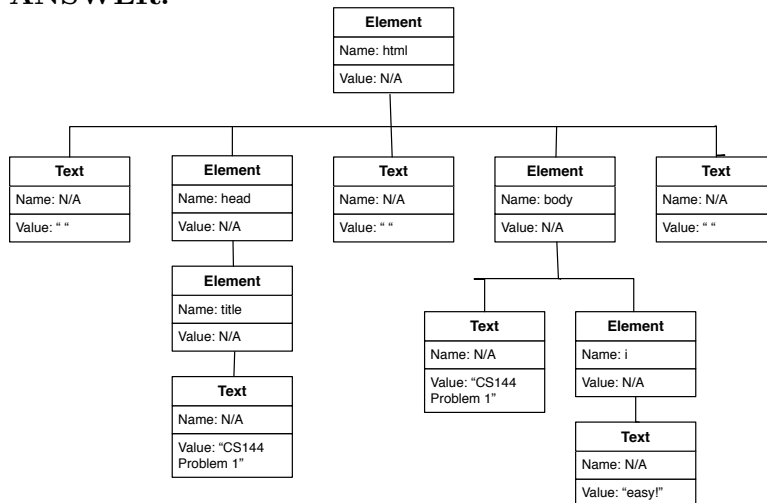 ANSWER:
Element
Name: html
Value: N/A
Text
Name: N/A
Value: “ “
Element
Name: head
Value: N/A
Text
Name: N/A
Value: “ “
Element
Name: body
Value: N/A
Text
Name: N/A
Value: “ “
Element
Name: title
Value: N/A
Text
Name: N/A
Value: “CS144
Problem 1”
Element
Name: i
Value: N/A
Text
Name: N/A
Value: “CS144
Problem 1”
Text
Name: N/A
Value: “easy!”